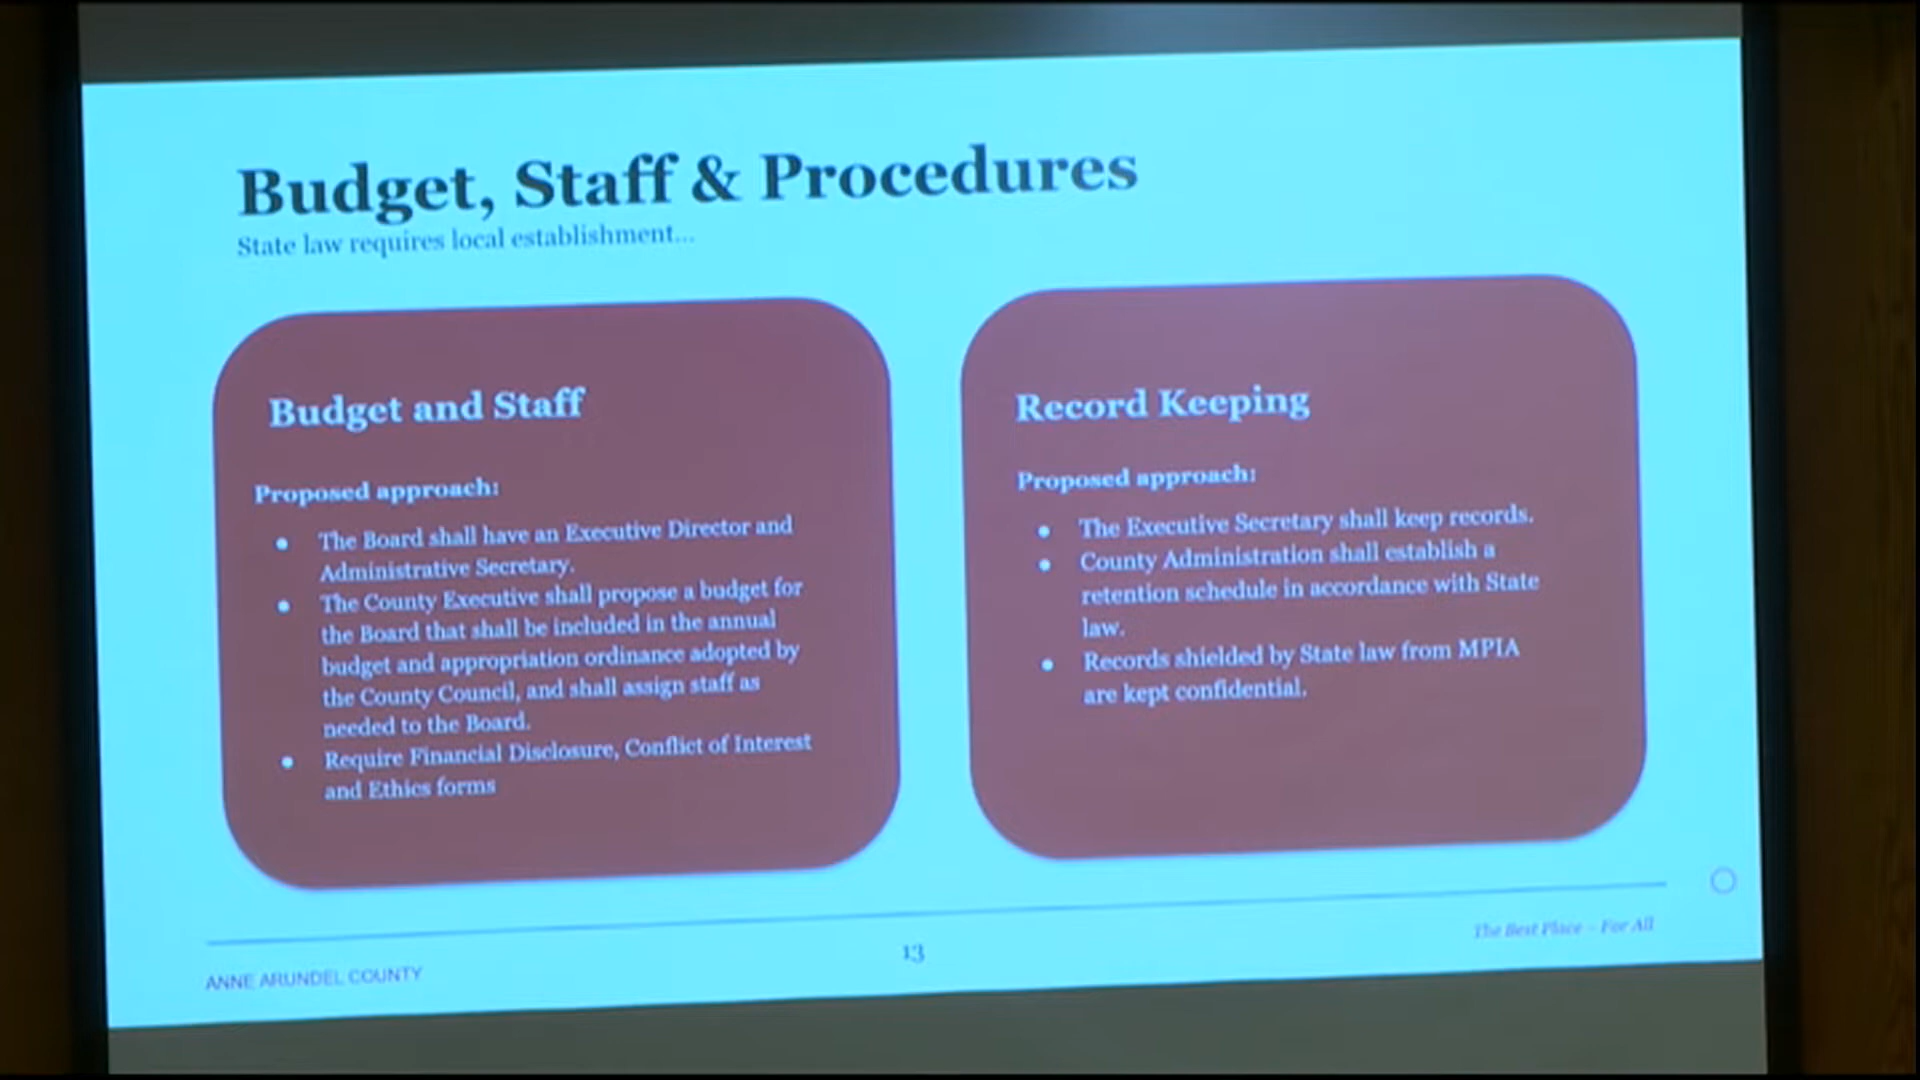 Budget, Staff & Procedures
State law requires local establishment...
Budget and Staff
Proposed approach:
● The Board shall have an Executive Director and
Administrative Secretary.
● The County Executive shall propose a budget for
the Board that shall be included in the annual
budget and appropriation ordinance adopted by
the County Council, and shall assign staff as
needed to the Board.
● Require Financial Disclosure, Conflict of Interest
and Ethics forms
Record Keeping
Proposed approach:
● The Executive Secretary shall keep records.
● County Administration shall establish a
retention schedule in accordance with State
law.
● Records shielded by State law from MPIA
are kept confidential.
ANNE ARUNDEL COUNTY
13
The Best Place – For All